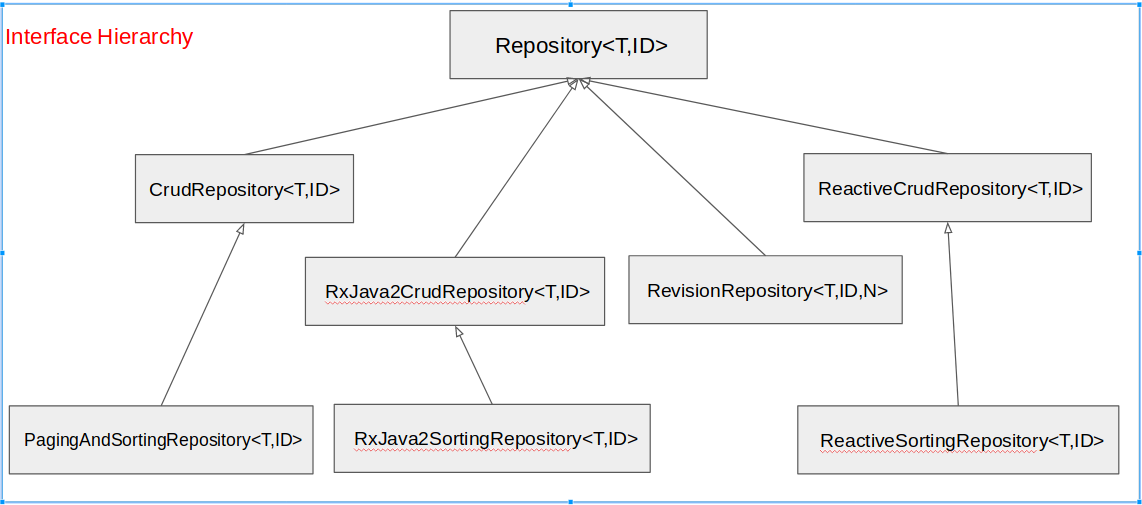 Interface Hierarchy
Repository<T,ID>
CrudRepository<T,ID>
ReactiveCrudRepository<T,ID>
RxJava2CrudRepository<T,ID>
RevisionRepository<T,ID,N>
PagingAndSortingRepository<T,ID>
RxJava2SortingRepository<T,ID>
ReactiveSortingRepository<T,ID>